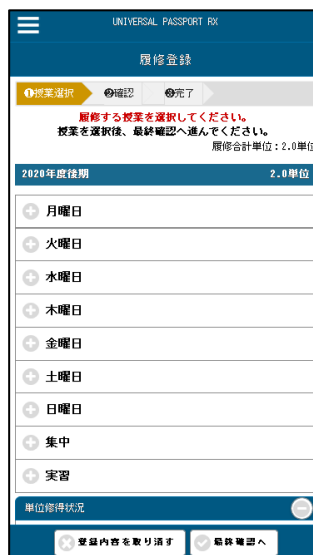 UNIVERSAL PASSPORT RX
履修登録
❶授業選択 ❷確認 ❸完了
履修する授業を選択してください。
授業を選択後、最終確認へ進んでください。
履修合計単位:2.0単位
2020年度後期 2.0単位
月曜日
火曜日
水曜日
木曜日
金曜日
土曜日
日曜日
集中
実習
単位修得状況
登録内容を取り消す 最終確認へ